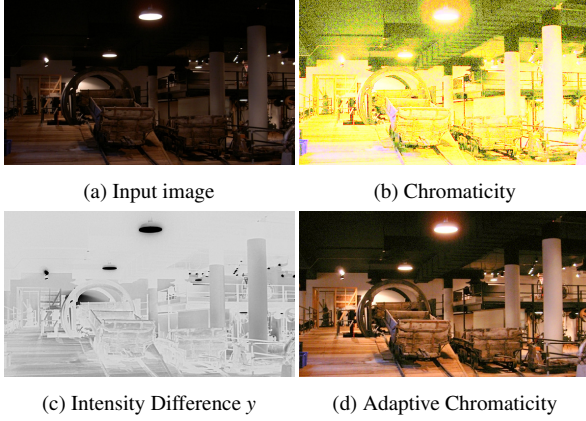 (a) Input image
(b) Chromaticity
(c) Intensity Difference y
(d) Adaptive Chromaticity